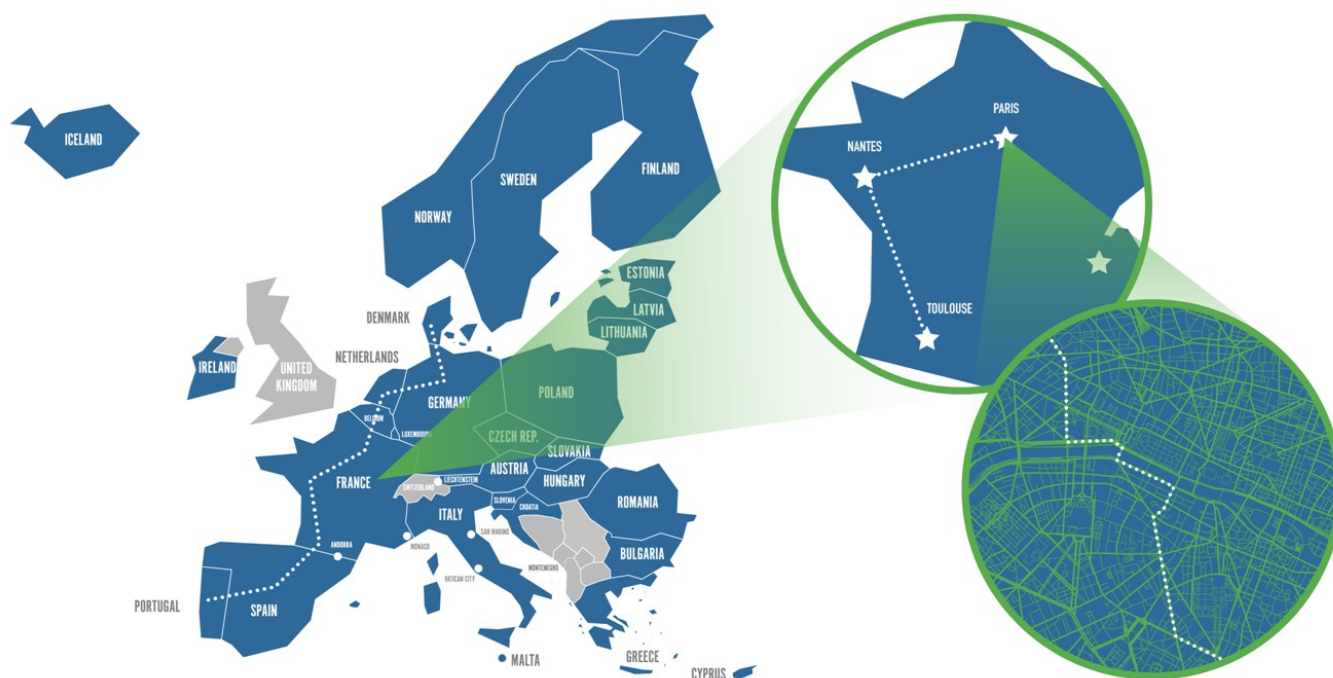 ICELAND
NORWAY
SWEDEN
FINLAND
ESTONIA
LATVIA
LITHUANIA
DENMARK
NETHERLANDS
IRELAND
UNITED
KINGDOM
BELGIUM
LUXEMBOURG
GERMANY
POLAND
CZECH REP.
SLOVAKIA
AUSTRIA
HUNGARY
LIECHTENSTEIN
SWITZERLAND
FRANCE
SLOVENIA
CROATIA
ROMANIA
ITALY
SAN MARINO
BULGARIA
MONACO
ANDORRA
MONTENEGRO
VATICAN CITY
PORTUGAL
SPAIN
MALTA
GREECE
CYPRUS
PARIS
NANTES
TOULOUSE